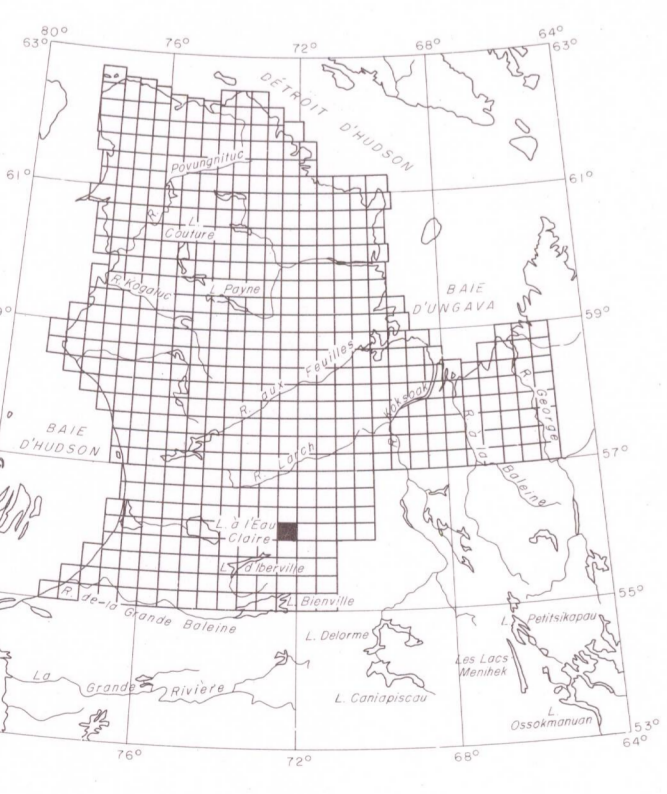 80°
63°
76°
72°
68°
64°
63°
DÉTROIT D'HUDSON
Povungnituc
R.
61°
61°
L.
Couture
R. Kogaluc
L. Payne
BAIE
D'UNGAVA
9°
59°
R. aux Feuilles
Koksoak
R.
R. George
R. à la Baleine
BAIE
D'HUDSON
R. Larch
57°
L. à l'Eau
Claire
L. d'Iberville
R. de-la Grande Baleine
L. Bienville
55°
L. Delorme
L. Petitsikapau
Les Lacs
Menihek
La Grande Rivière
L. Caniapiscau
L.
Ossokmanuan
53°
76°
72°
68°
64°